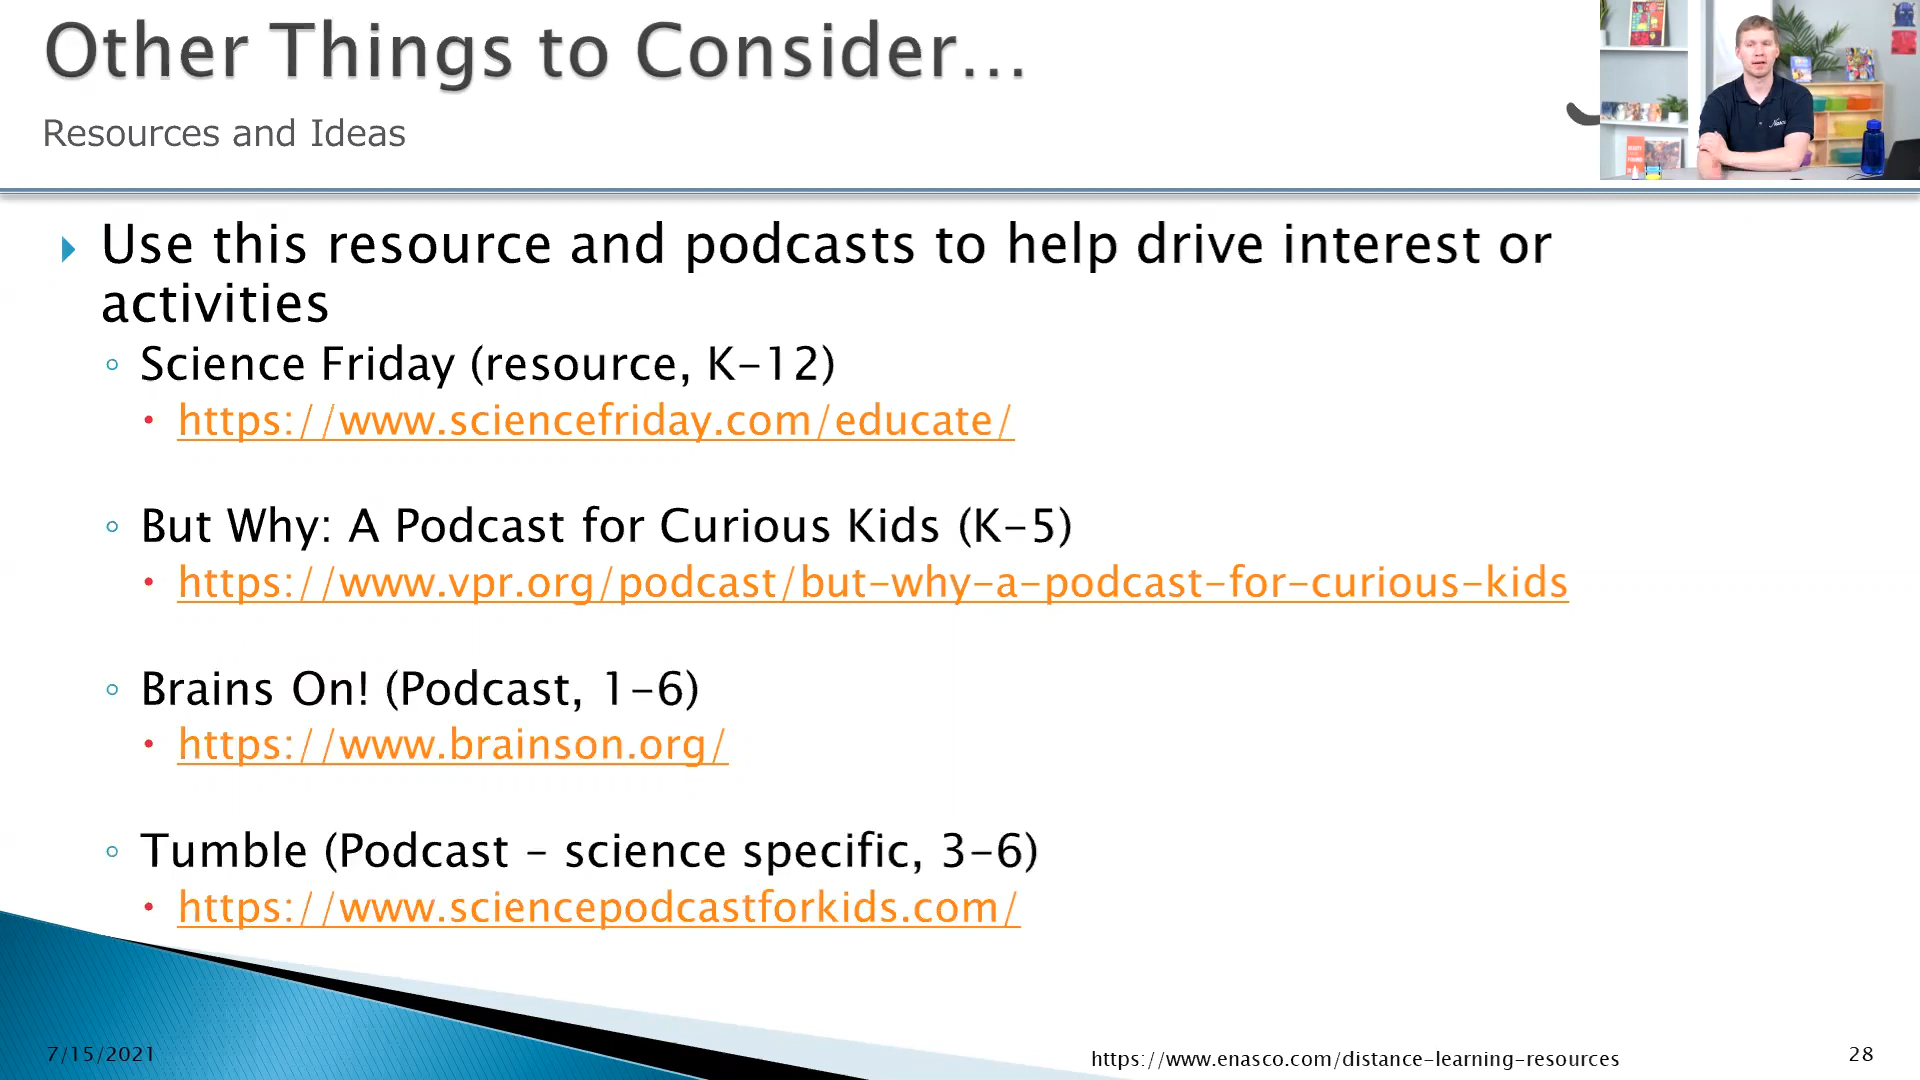 Other Things to Consider…
Resources and Ideas
Use this resource and podcasts to help drive interest or
activities
Science Friday (resource, K-12)
https://www.sciencefriday.com/educate/
But Why: A Podcast for Curious Kids (K-5)
https://www.vpr.org/podcast/but-why-a-podcast-for-curious-kids
Brains On! (Podcast, 1-6)
https://www.brainson.org/
Tumble (Podcast – science specific, 3-6)
https://www.sciencepodcastforkids.com/
7/15/2021
https://www.enasco.com/distance-learning-resources
28